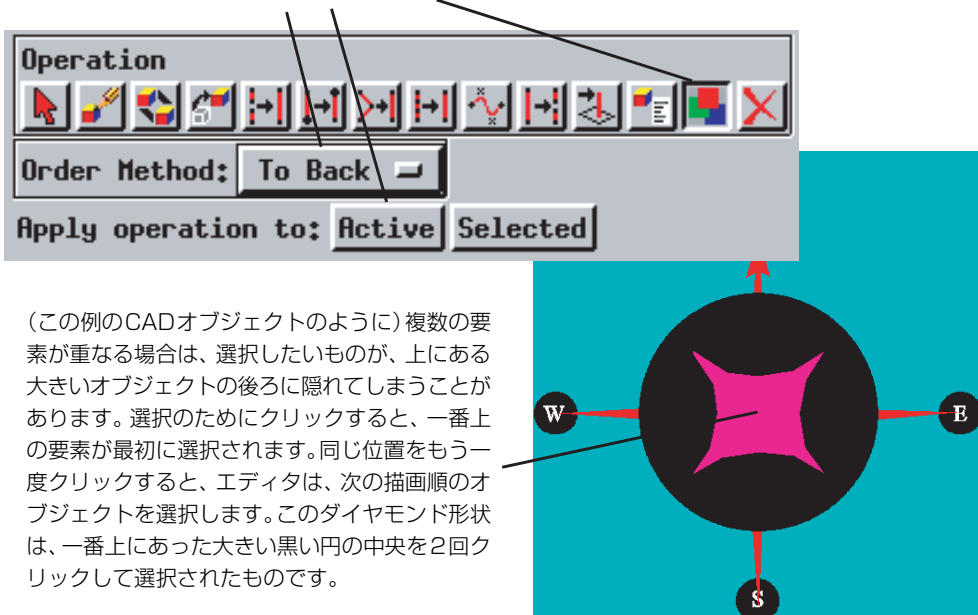 Operation
Order Method: To Back
Apply operation to: Active Selected
(この例のCADオブジェクトのように)複数の要
素が重なる場合は、選択したいものが、上にある
大きいオブジェクトの後ろに隠れてしまうことが
あります。選択のためにクリックすると、一番上
の要素が最初に選択されます。同じ位置をもう一
度クリックすると、エディタは、次の描画順のオ
ブジェクトを選択します。このダイヤモンド形状
は、一番上にあった大きい黒い円の中央を2回ク
リックして選択されたものです。
W
E
S